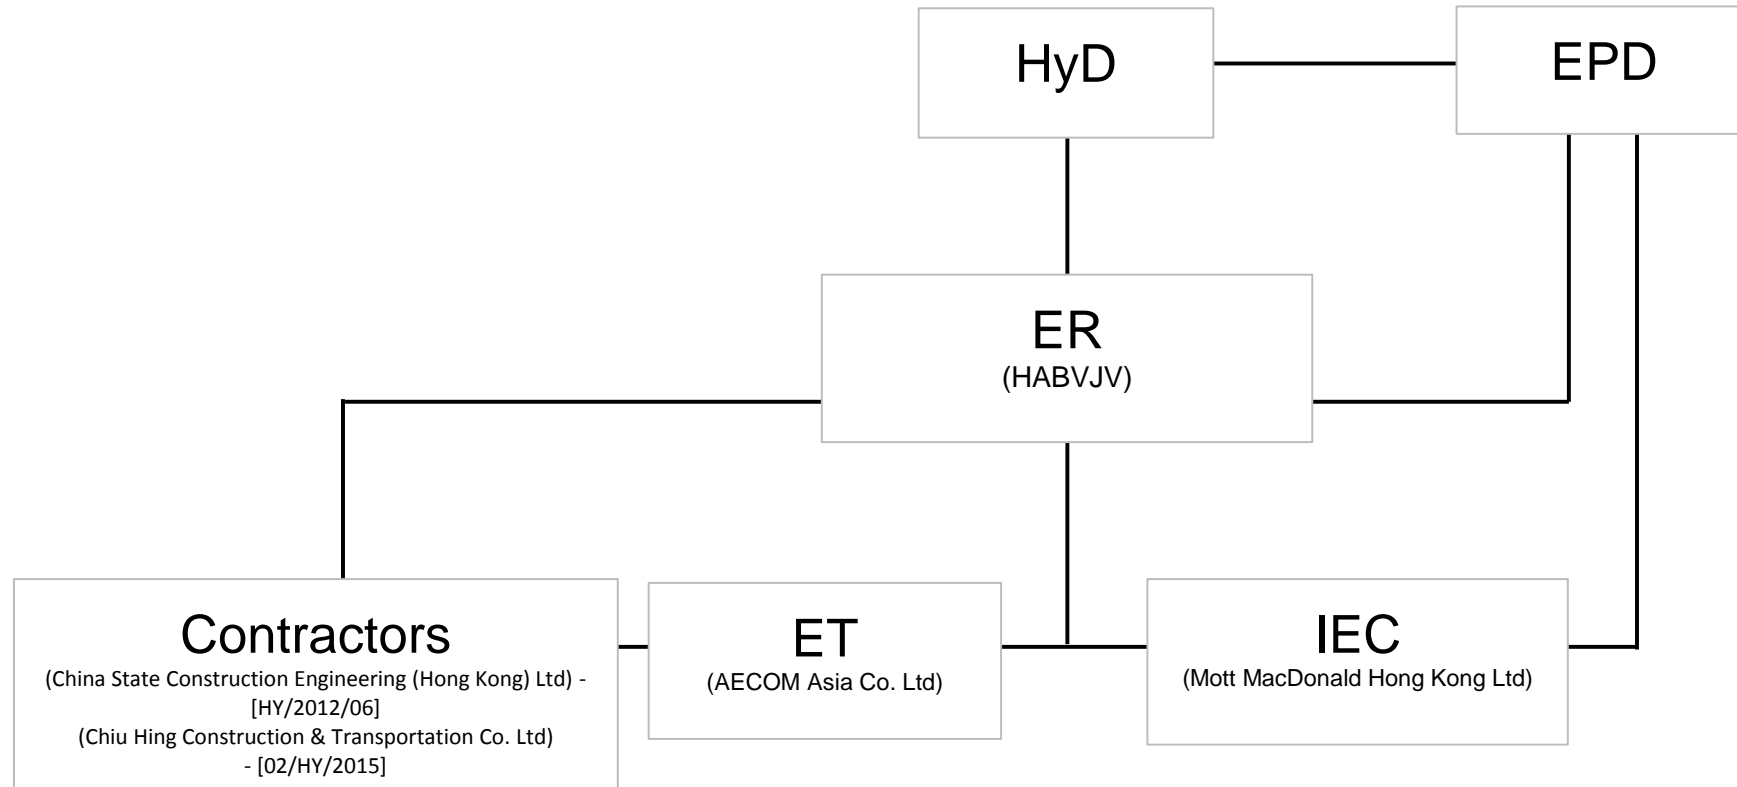 HyD
EPD
ER
(HABVJV)
Contractors
(China State Construction Engineering (Hong Kong) Ltd) -
[HY/2012/06]
(Chiu Hing Construction & Transportation Co. Ltd)
- [02/HY/2015]
ET
(AECOM Asia Co. Ltd)
IEC
(Mott MacDonald Hong Kong Ltd)